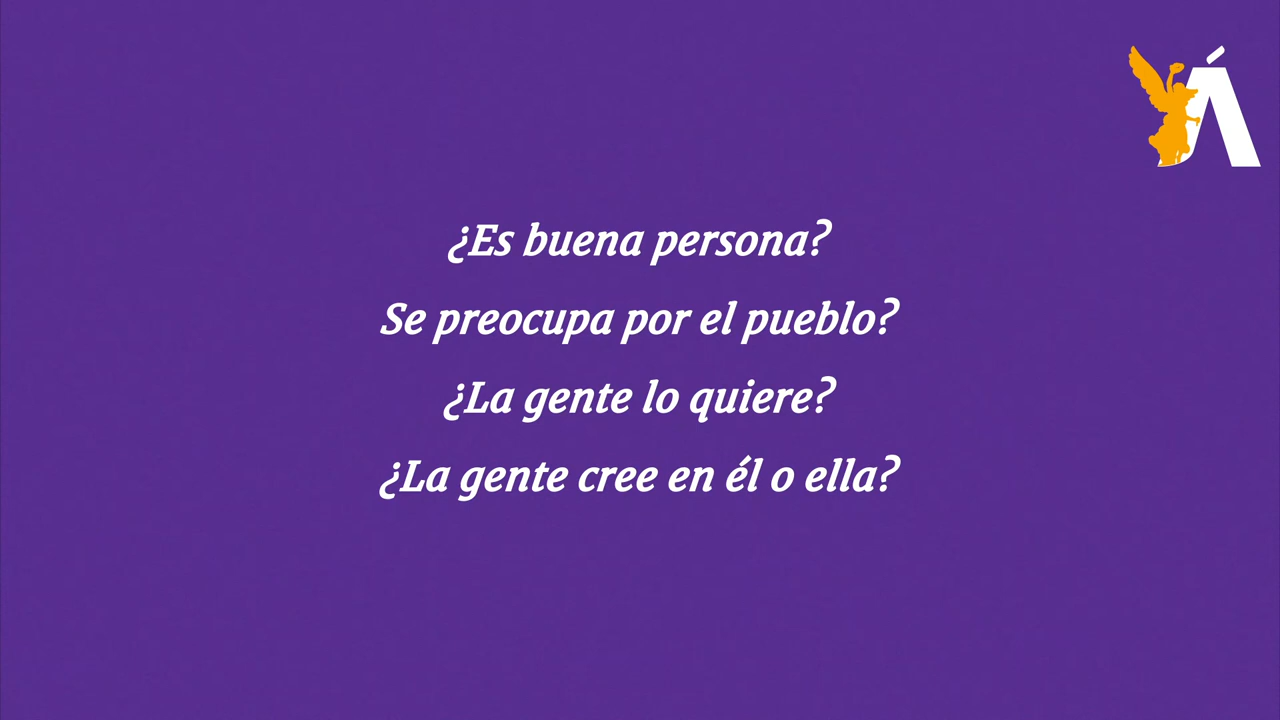 Á
¿Es buena persona?
Se preocupa por el pueblo?
¿La gente lo quiere?
¿La gente cree en él o ella?